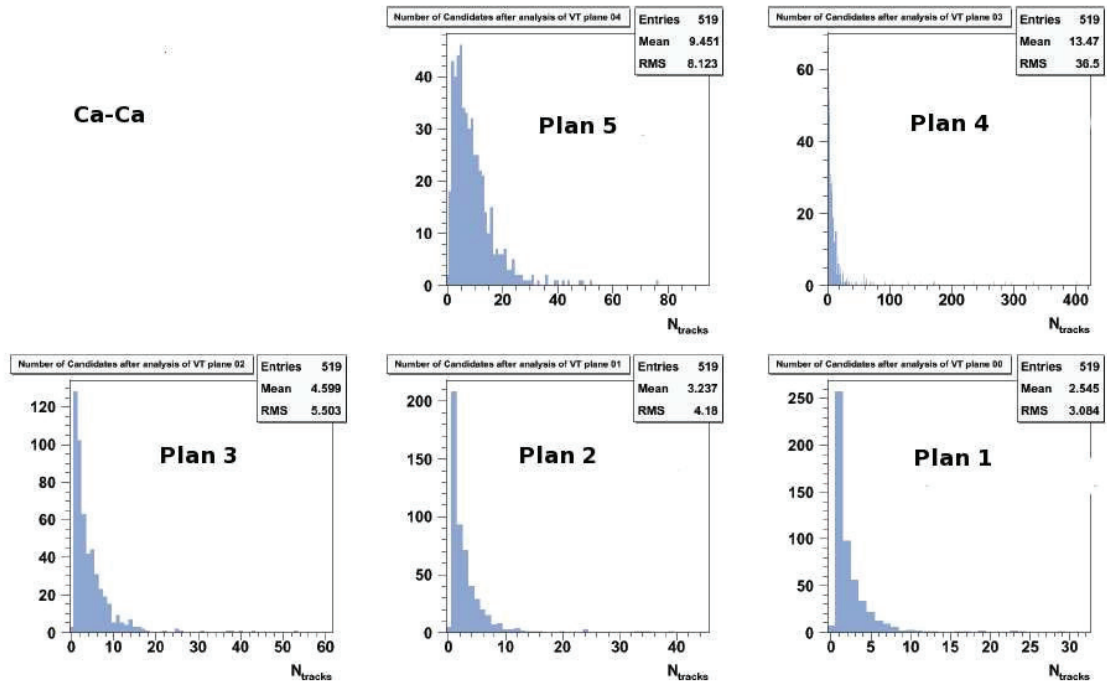 Ca-Ca
Number of Candidates after analysis of VT plane 04
Entries 519
Mean 9.451
RMS 8.123
Plan 5
40
30
20
10
0
0 20 40 60 80
Ntracks
Number of Candidates after analysis of VT plane 03
Entries 519
Mean 13.47
RMS 36.5
Plan 4
60
40
20
0
0 100 200 300 400
Ntracks
Number of Candidates after analysis of VT plane 02
Entries 519
Mean 4.599
RMS 5.503
Plan 3
120
100
80
60
40
20
0
0 10 20 30 40 50 60
Ntracks
Number of Candidates after analysis of VT plane 01
Entries 519
Mean 3.237
RMS 4.18
Plan 2
200
150
100
50
0
0 10 20 30 40
Ntracks
Number of Candidates after analysis of VT plane 00
Entries 519
Mean 2.545
RMS 3.084
Plan 1
250
200
150
100
50
0
0 5 10 15 20 25 30
Ntracks